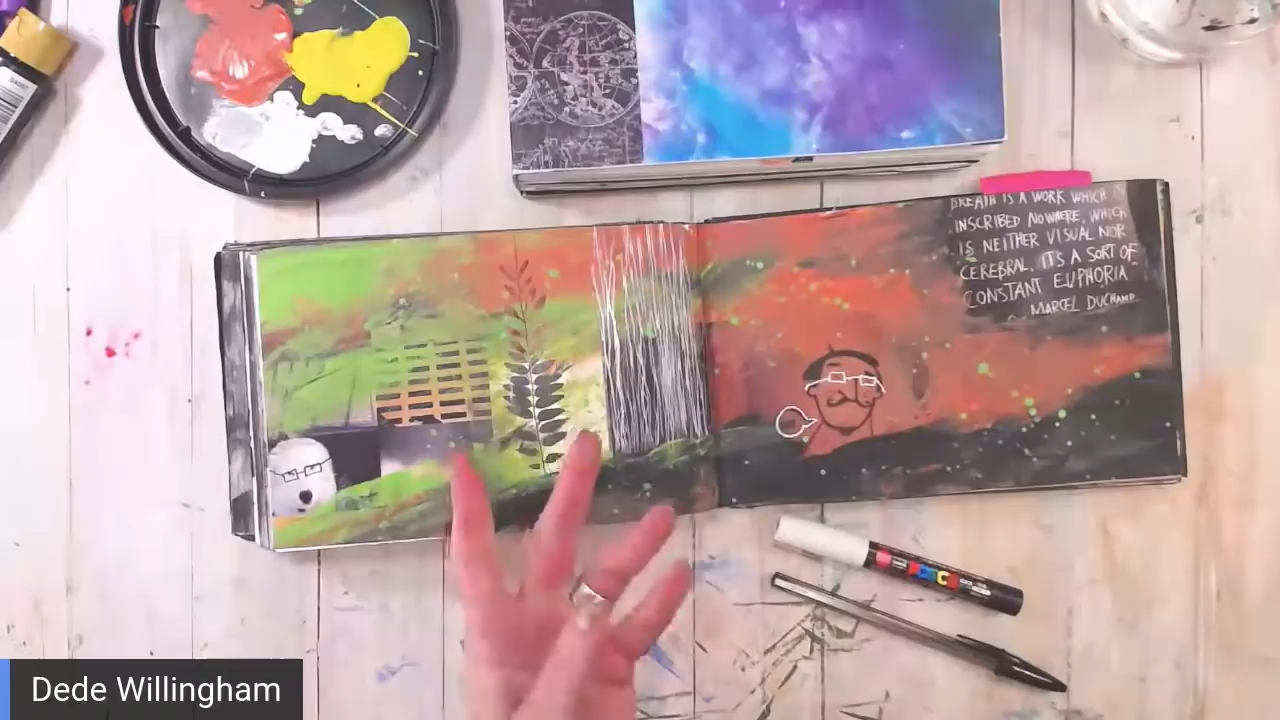 BREATH IS A WORK WHICH IS
INSCRIBED NOWHERE, WHICH
IS NEITHER VISUAL NOR
CEREBRAL. IT'S A SORT OF
CONSTANT EUPHORIA
MARCEL DUCHAMP
POSCA
Dede Willingham